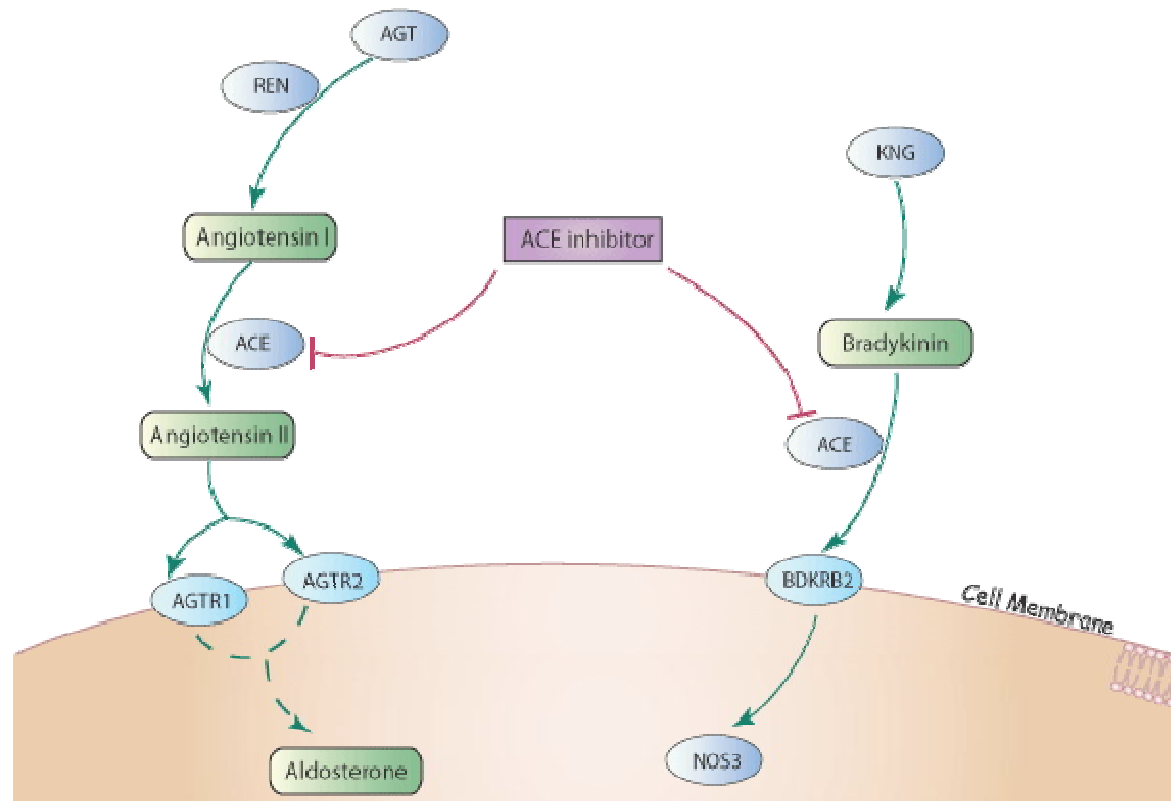 AGT
REN
KNG
Angiotensin I
ACE inhibitor
ACE
Bradykinin
Angiotensin II
ACE
AGTR2
BDKRB2
AGTR1
Cell Membrane
NOS3
Aldosterone